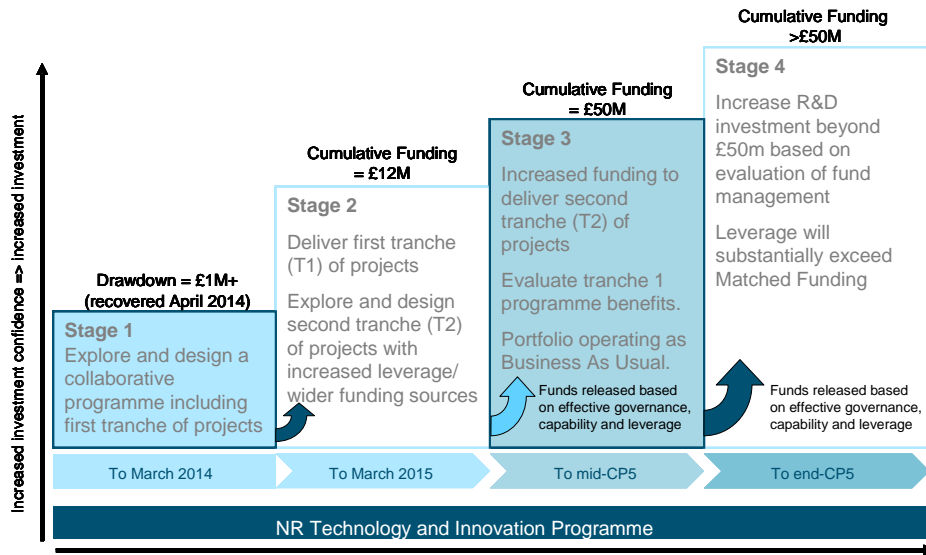 Increased investment confidence => increased investment
Drawdown = £1M+
(recovered April 2014)
Stage 1
Explore and design a
collaborative
programme including
first tranche of projects
Cumulative Funding
= £12M
Stage 2
Deliver first tranche
(T1) of projects
Explore and design
second tranche (T2)
of projects with
increased leverage/
wider funding sources
Cumulative Funding
= £50M
Stage 3
Increased funding to
deliver second
tranche (T2) of
projects
Evaluate tranche 1
programme benefits.
Portfolio operating as
Business As Usual.
Funds released based
on effective governance,
capability and leverage
Cumulative Funding
>£50M
Stage 4
Increase R&D
investment beyond
£50m based on
evaluation of fund
management
Leverage will
substantially exceed
Matched Funding
Funds released based
on effective governance,
capability and leverage
To March 2014
To March 2015
To mid-CP5
To end-CP5
NR Technology and Innovation Programme